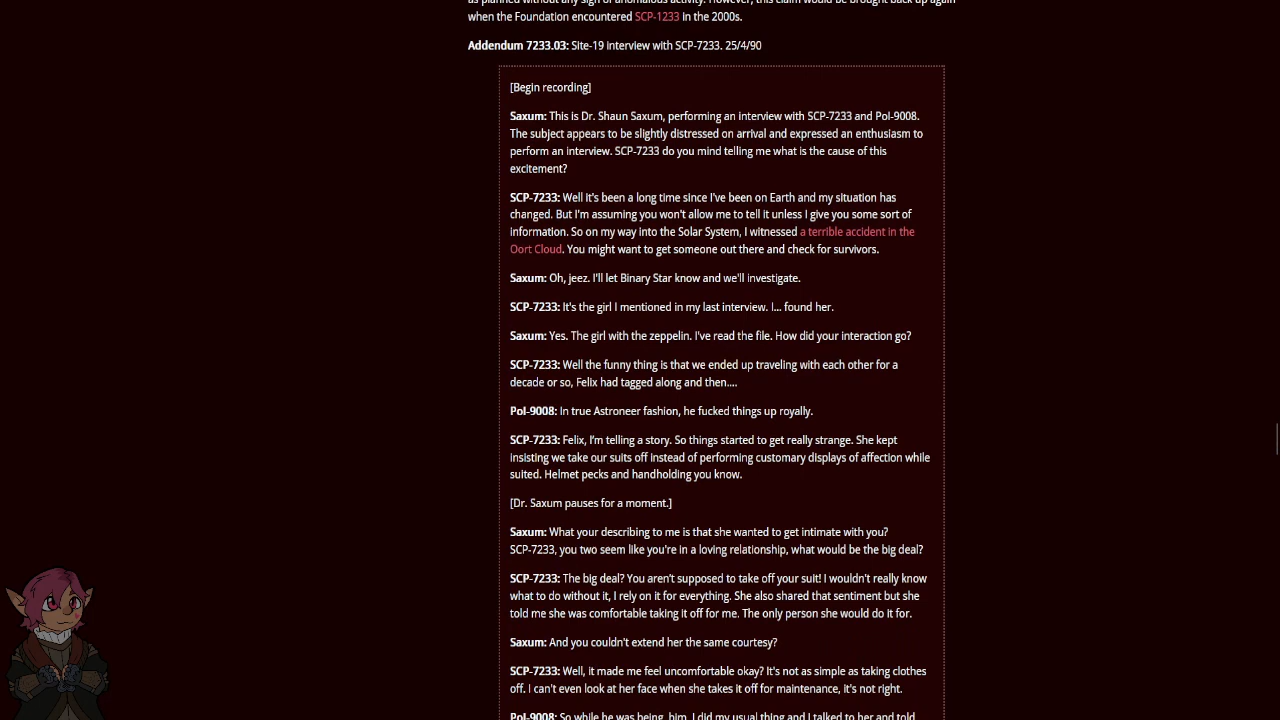 as planned without any sign of anomalous activity. However, this claim would be brought back up again
when the Foundation encountered SCP-1233 in the 2000s.
Addendum 7233.03: Site-19 Interview with SCP-7233. 25/4/90
[Begin recording]
Saxum: This is Dr. Shaun Saxum, performing an interview with SCP-7233 and PoI-9008.
The subject appears to be slightly distressed on arrival and expressed an enthusiasm to
perform an interview. SCP-7233 do you mind telling me what is the cause of this
excitement?
SCP-7233: Well it's been a long time since I've been on Earth and my situation has
changed. But I'm assuming you won't allow me to tell it unless I give you some sort of
information. So on my way into the Solar System, I witnessed a terrible accident in the
Oort Cloud. You might want to get someone out there and check for survivors.
Saxum: Oh, jeez. I'll let Binary Star know and we'll investigate.
SCP-7233: It's the girl I mentioned in my last interview. I... found her.
Saxum: Yes. The girl with the zeppelin. I've read the file. How did your interaction go?
SCP-7233: Well the funny thing is that we ended up traveling with each other for a
decade or so, Felix had tagged along and then....
PoI-9008: In true Astroneer fashion, he fucked things up royally.
SCP-7233: Felix, I'm telling a story. So things started to get really strange. She kept
insisting we take our suits off instead of performing customary displays of affection while
suited. Helmet pecks and handholding you know.
[Dr. Saxum pauses for a moment.]
Saxum: What your describing to me is that she wanted to get intimate with you?
SCP-7233, you two seem like you're in a loving relationship, what would be the big deal?
SCP-7233: The big deal? You aren't supposed to take off your suit! I wouldn't really know
what to do without it, I rely on it for everything. She also shared that sentiment but she
told me she was comfortable taking it off for me. The only person she would do it for.
Saxum: And you couldn't extend her the same courtesy?
SCP-7233: Well, it made me feel uncomfortable okay? It's not as simple as taking clothes
off. I can't even look at her face when she takes it off for maintenance, it's not right.
PoI-9008: So while he was being, him, I did my usual thing and I talked to her and told